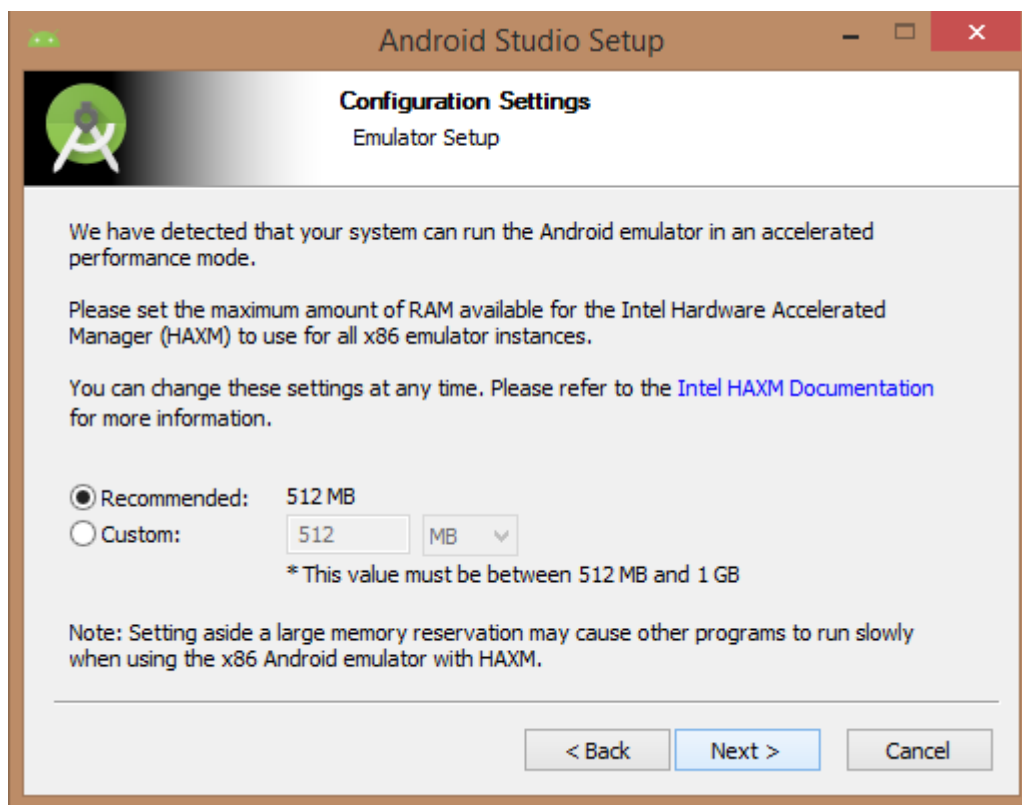 Android Studio Setup
Configuration Settings
Emulator Setup
We have detected that your system can run the Android emulator in an accelerated
performance mode.
Please set the maximum amount of RAM available for the Intel Hardware Accelerated
Manager (HAXM) to use for all x86 emulator instances.
You can change these settings at any time. Please refer to the Intel HAXM Documentation
for more information.
Recommended: 512 MB
Custom: 512 MB
* This value must be between 512 MB and 1 GB
Note: Setting aside a large memory reservation may cause other programs to run slowly
when using the x86 Android emulator with HAXM.
< Back Next > Cancel